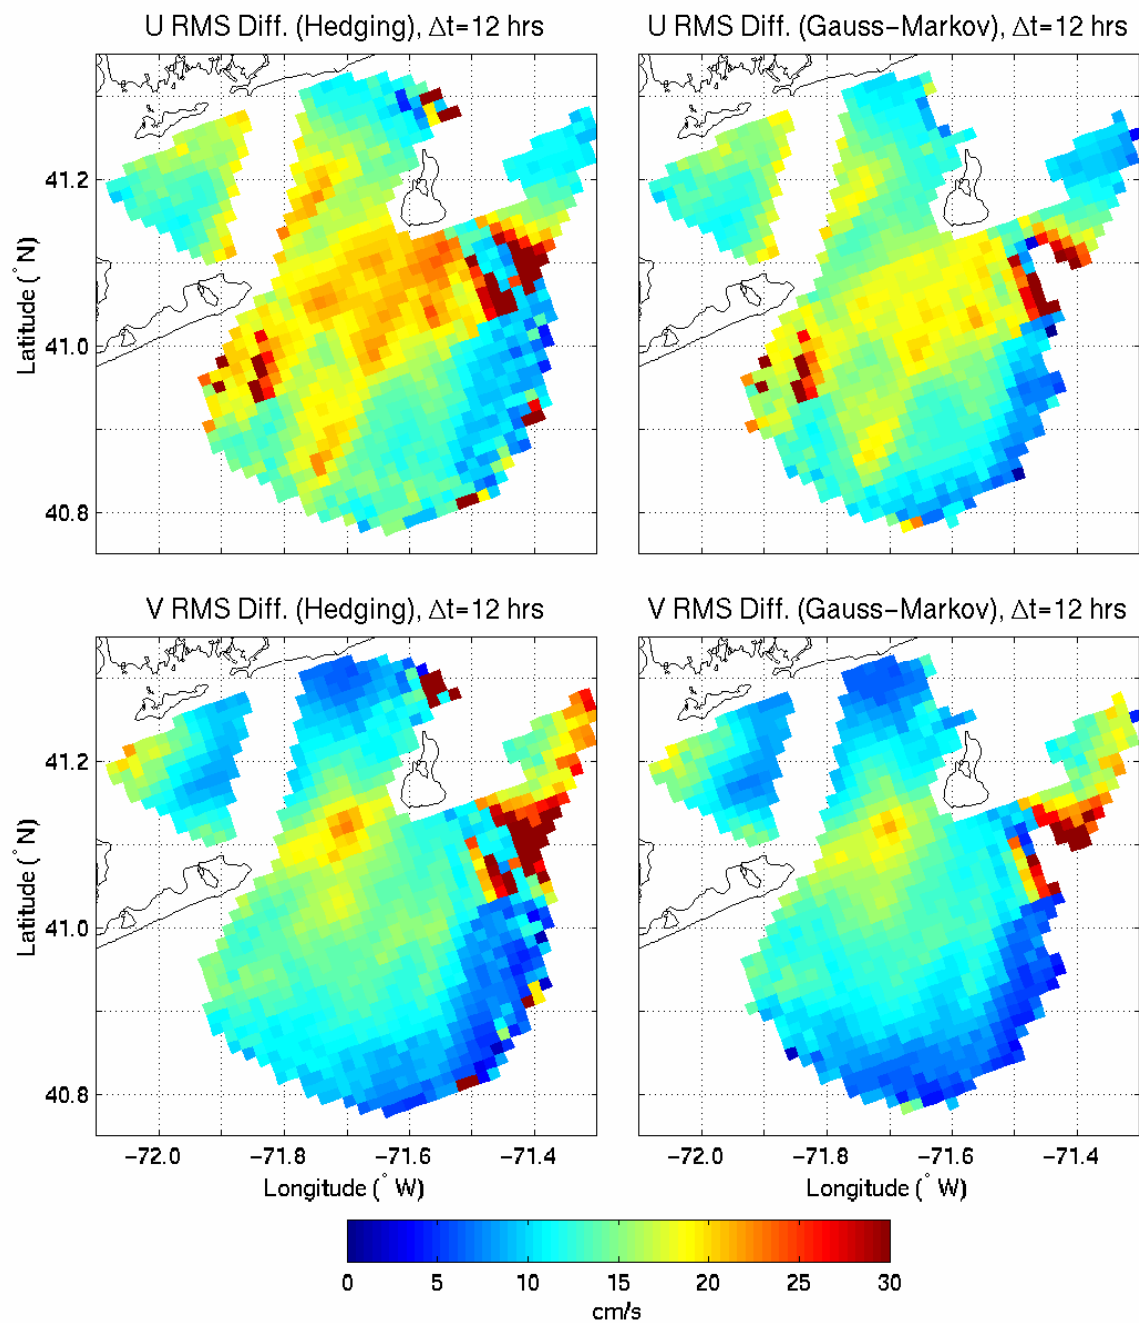 U RMS Diff. (Hedging), Δt=12 hrs
U RMS Diff. (Gauss-Markov), Δt=12 hrs
41.2
41.0
40.8
Latitude (° N)
V RMS Diff. (Hedging), Δt=12 hrs
V RMS Diff. (Gauss-Markov), Δt=12 hrs
41.2
41.0
40.8
Latitude (° N)
-72.0 -71.8 -71.6 -71.4
-72.0 -71.8 -71.6 -71.4
Longitude (° W)
Longitude (° W)
0 5 10 15 20 25 30
cm/s